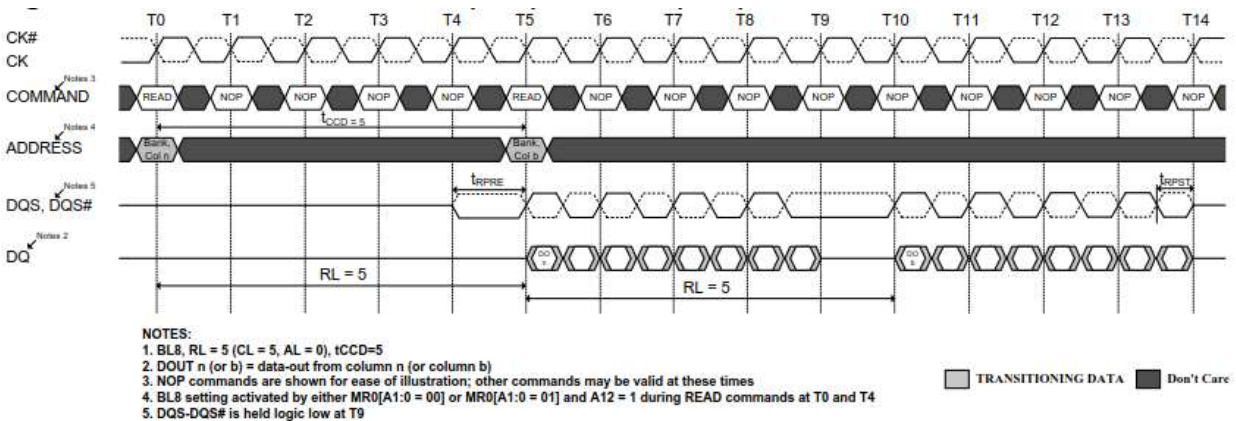 T0 T1 T2 T3 T4 T5 T6 T7 T8 T9 T10 T11 T12 T13 T14
CK#
CK
Notes 3
COMMAND READ NOP NOP NOP NOP READ NOP NOP NOP NOP NOP NOP NOP NOP NOP
tCCD = 5
Notes 4
ADDRESS Bank, Col n Bank, Col b
tRPRE
Notes 5
tRPST
DQS, DQS#
Notes 2
DQ
RL = 5
RL = 5
NOTES:
1. BL8, RL = 5 (CL = 5, AL = 0), tCCD=5
2. DOUT n (or b) = data-out from column n (or column b)
3. NOP commands are shown for ease of illustration; other commands may be valid at these times
4. BL8 setting activated by either MR0[A1:0 = 00] or MR0[A1:0 = 01] and A12 = 1 during READ commands at T0 and T4
5. DQS-DQS# is held logic low at T9
TRANSITIONING DATA Don't Care